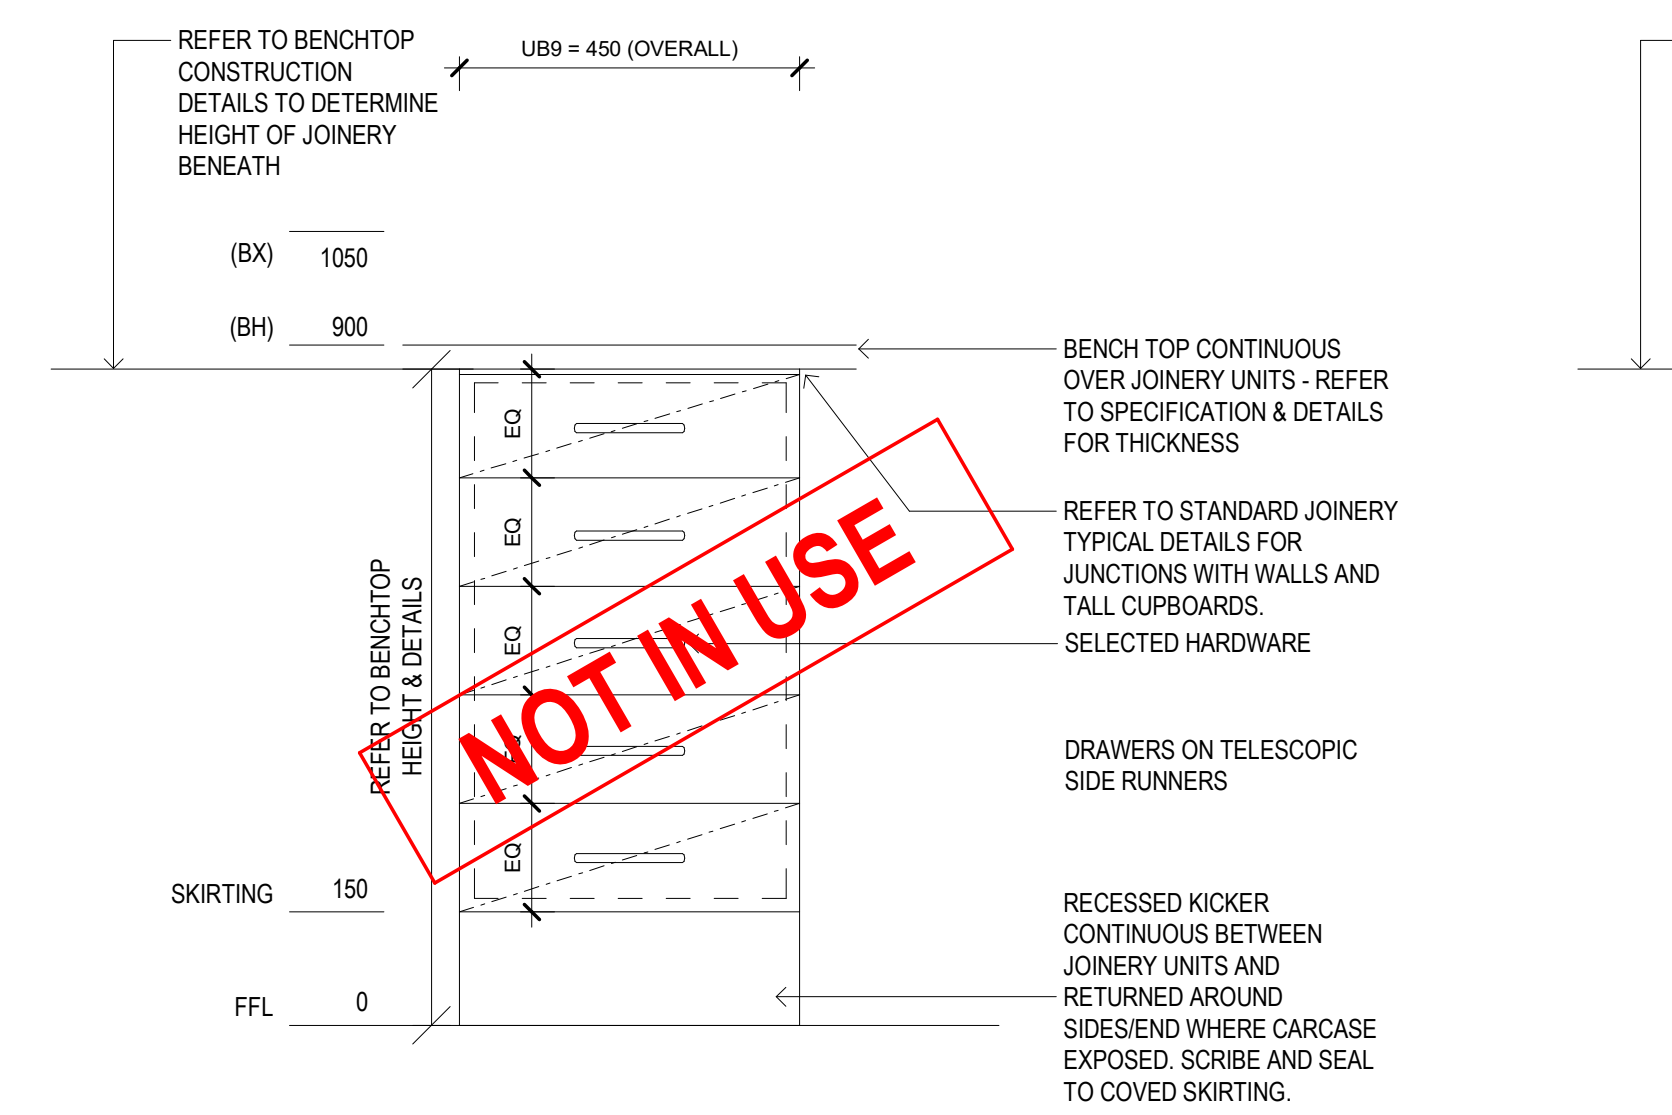 REFER TO BENCHTOP
CONSTRUCTION
DETAILS TO DETERMINE
HEIGHT OF JOINERY
BENEATH
UB9 = 450 (OVERALL)
(BX) 1050
(BH) 900
BENCH TOP CONTINUOUS
OVER JOINERY UNITS - REFER
TO SPECIFICATION & DETAILS
FOR THICKNESS
EQ
REFER TO STANDARD JOINERY
TYPICAL DETAILS FOR
JUNCTIONS WITH WALLS AND
TALL CUPBOARDS.
EQ
REFER TO BENCHTOP
HEIGHT & DETAILS
EQ
SELECTED HARDWARE
NOT IN USE
EQ
DRAWERS ON TELESCOPIC
SIDE RUNNERS
EQ
SKIRTING 150
RECESSED KICKER
CONTINUOUS BETWEEN
JOINERY UNITS AND
RETURNED AROUND
SIDES/END WHERE CARCASE
EXPOSED. SCRIBE AND SEAL
TO COVED SKIRTING.
FFL 0